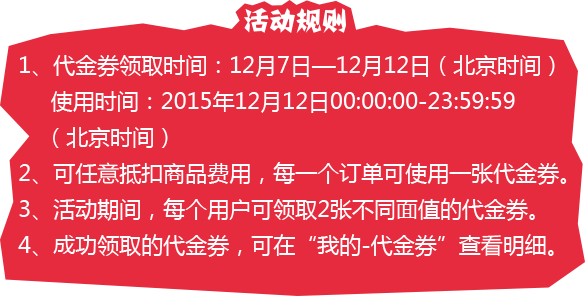 活动规则
1、代金券领取时间：12月7日—12月12日（北京时间）
使用时间：2015年12月12日00:00:00-23:59:59
（北京时间）
2、可任意抵扣商品费用，每一个订单可使用一张代金券。
3、活动期间，每个用户可领取2张不同面值的代金券。
4、成功领取的代金券，可在“我的-代金券”查看明细。